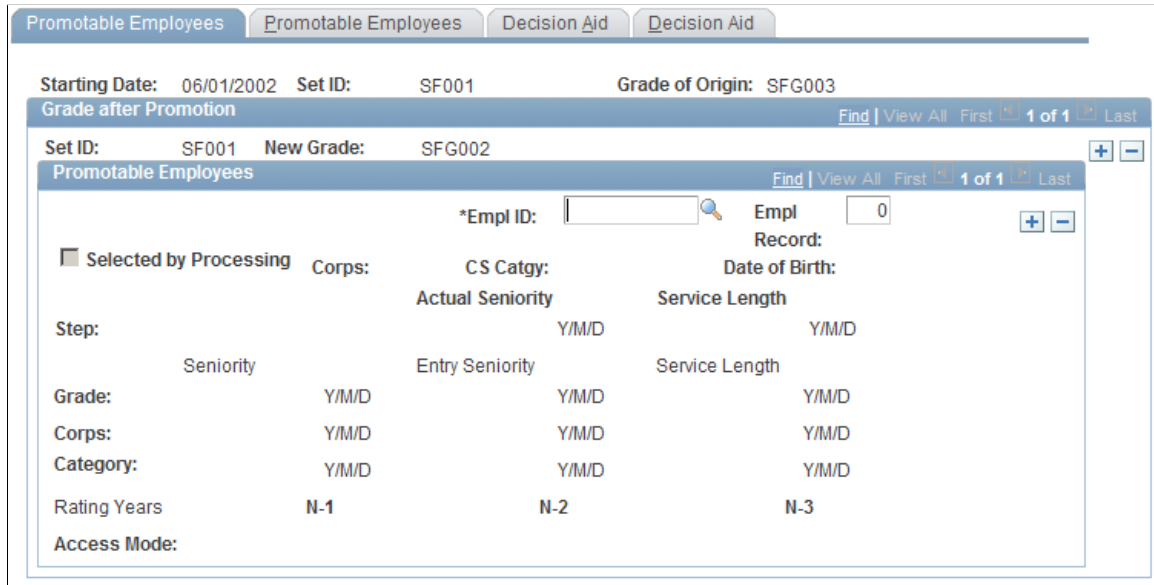 Promotable Employees Promotable Employees Decision Aid Decision Aid
Starting Date: 06/01/2002 Set ID: SF001 Grade of Origin: SFG003
Grade after Promotion Find | View All First 1 of 1 Last
Set ID: SF001 New Grade: SFG002
Promotable Employees Find | View All First 1 of 1 Last
*Empl ID: Empl Record: 0
Selected by Processing Corps: CS Catgy: Date of Birth:
Actual Seniority Service Length
Step: Y/M/D Y/M/D
Seniority Entry Seniority Service Length
Grade: Y/M/D Y/M/D Y/M/D
Corps: Y/M/D Y/M/D Y/M/D
Category: Y/M/D Y/M/D Y/M/D
Rating Years N-1 N-2 N-3
Access Mode: